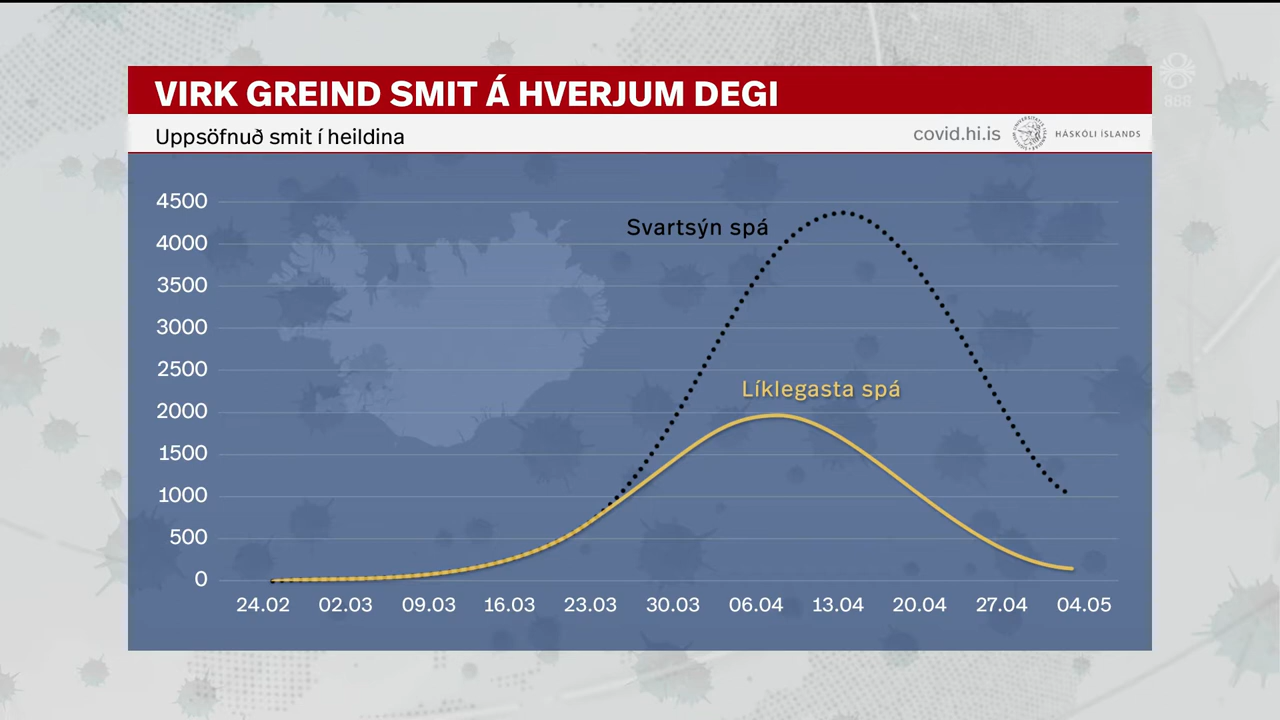 VIRK GREIND SMIT Á HVERJUM DEGI
Uppsöfnuð smit í heildina
covid.hi.is
HÁSKÓLI ÍSLANDS
888
4500
4000
3500
3000
2500
2000
1500
1000
500
0
Svartsýn spá
Líklegasta spá
24.02 02.03 09.03 16.03 23.03 30.03 06.04 13.04 20.04 27.04 04.05